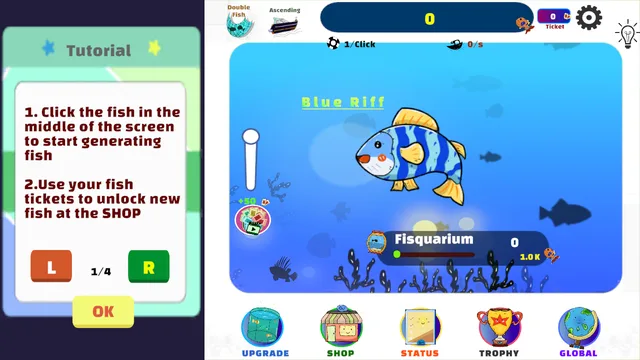 Tutorial
1. Click the fish in the
middle of the screen
to start generating
fish
2.Use your fish
tickets to unlock new
fish at the SHOP
L
1/4
R
OK
Double
Fish
Ascending
0
Ticket
1/Click
0/s
Blue Riff
+50
Fisquarium
0
1.0 K
UPGRADE
SHOP
STATUS
TROPHY
GLOBAL